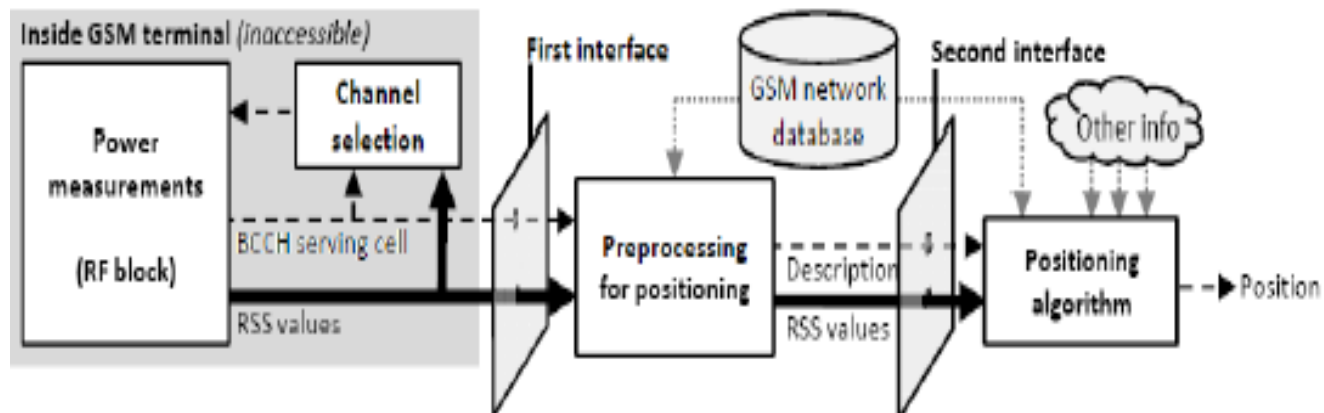 Inside GSM terminal (inaccessible)
Power
measurements
(RF block)
Channel
selection
BCCH serving cell
RSS values
First interface
Preprocessing
for positioning
GSM network
database
Description
RSS values
Second interface
Other info
Positioning
algorithm
Position